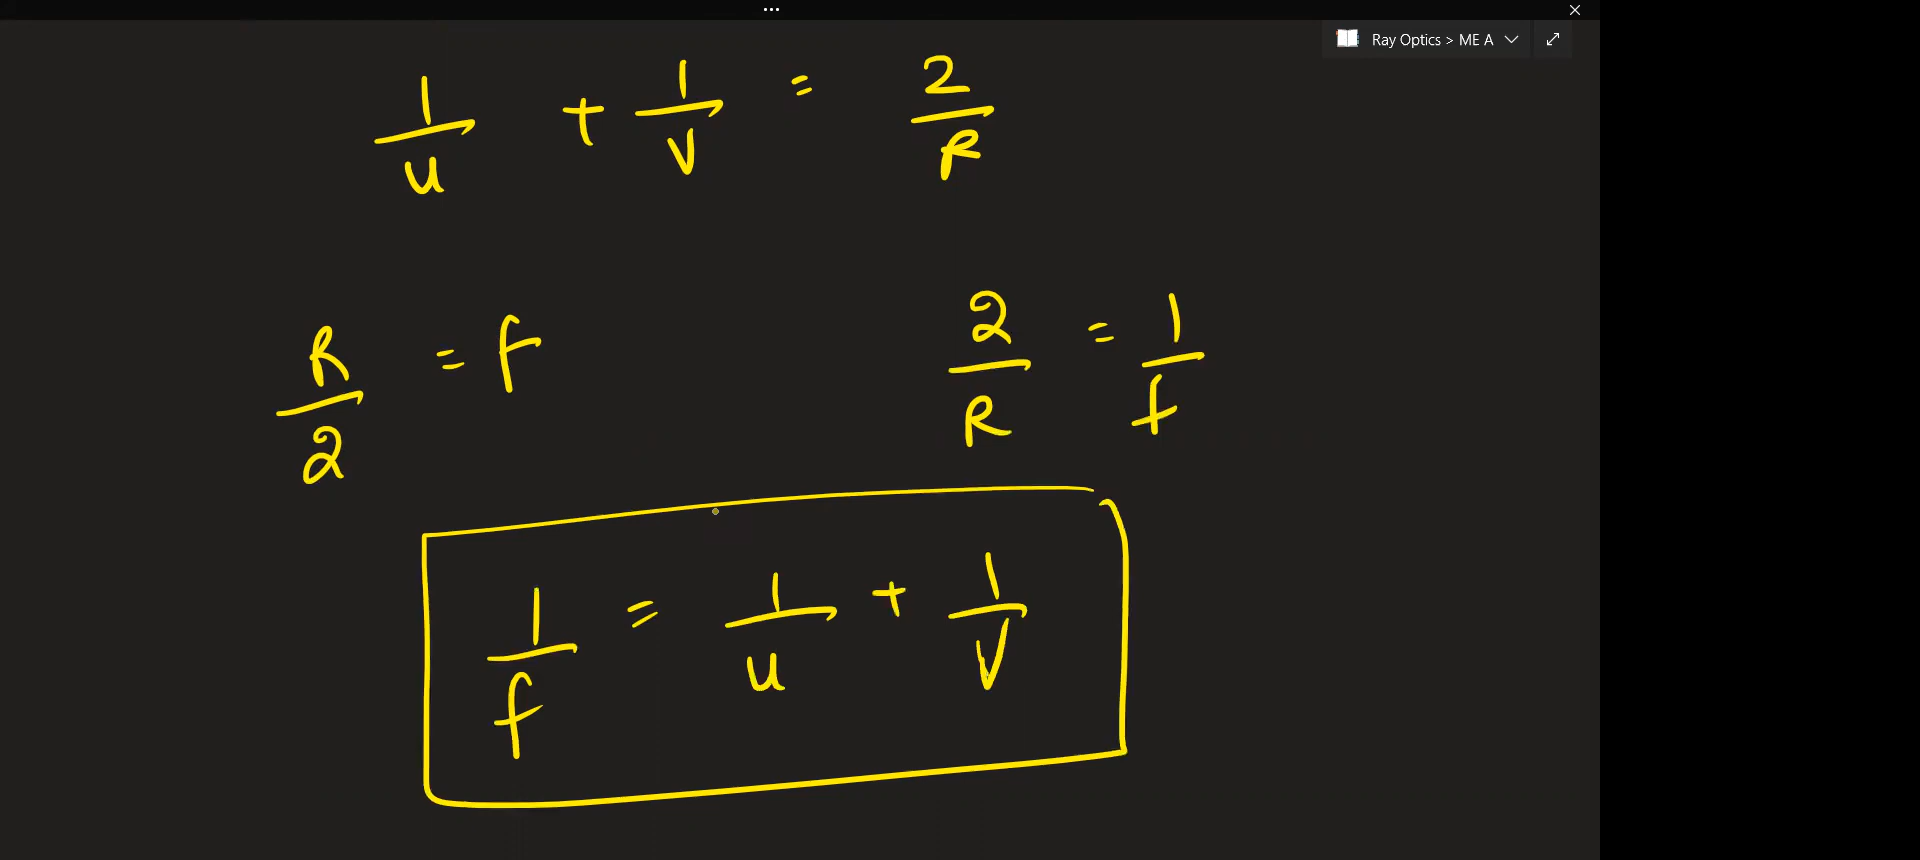 Ray Optics > ME A
1/u + 1/v = 2/R
R/2 = f
2/R = 1/f
1/f = 1/u + 1/v